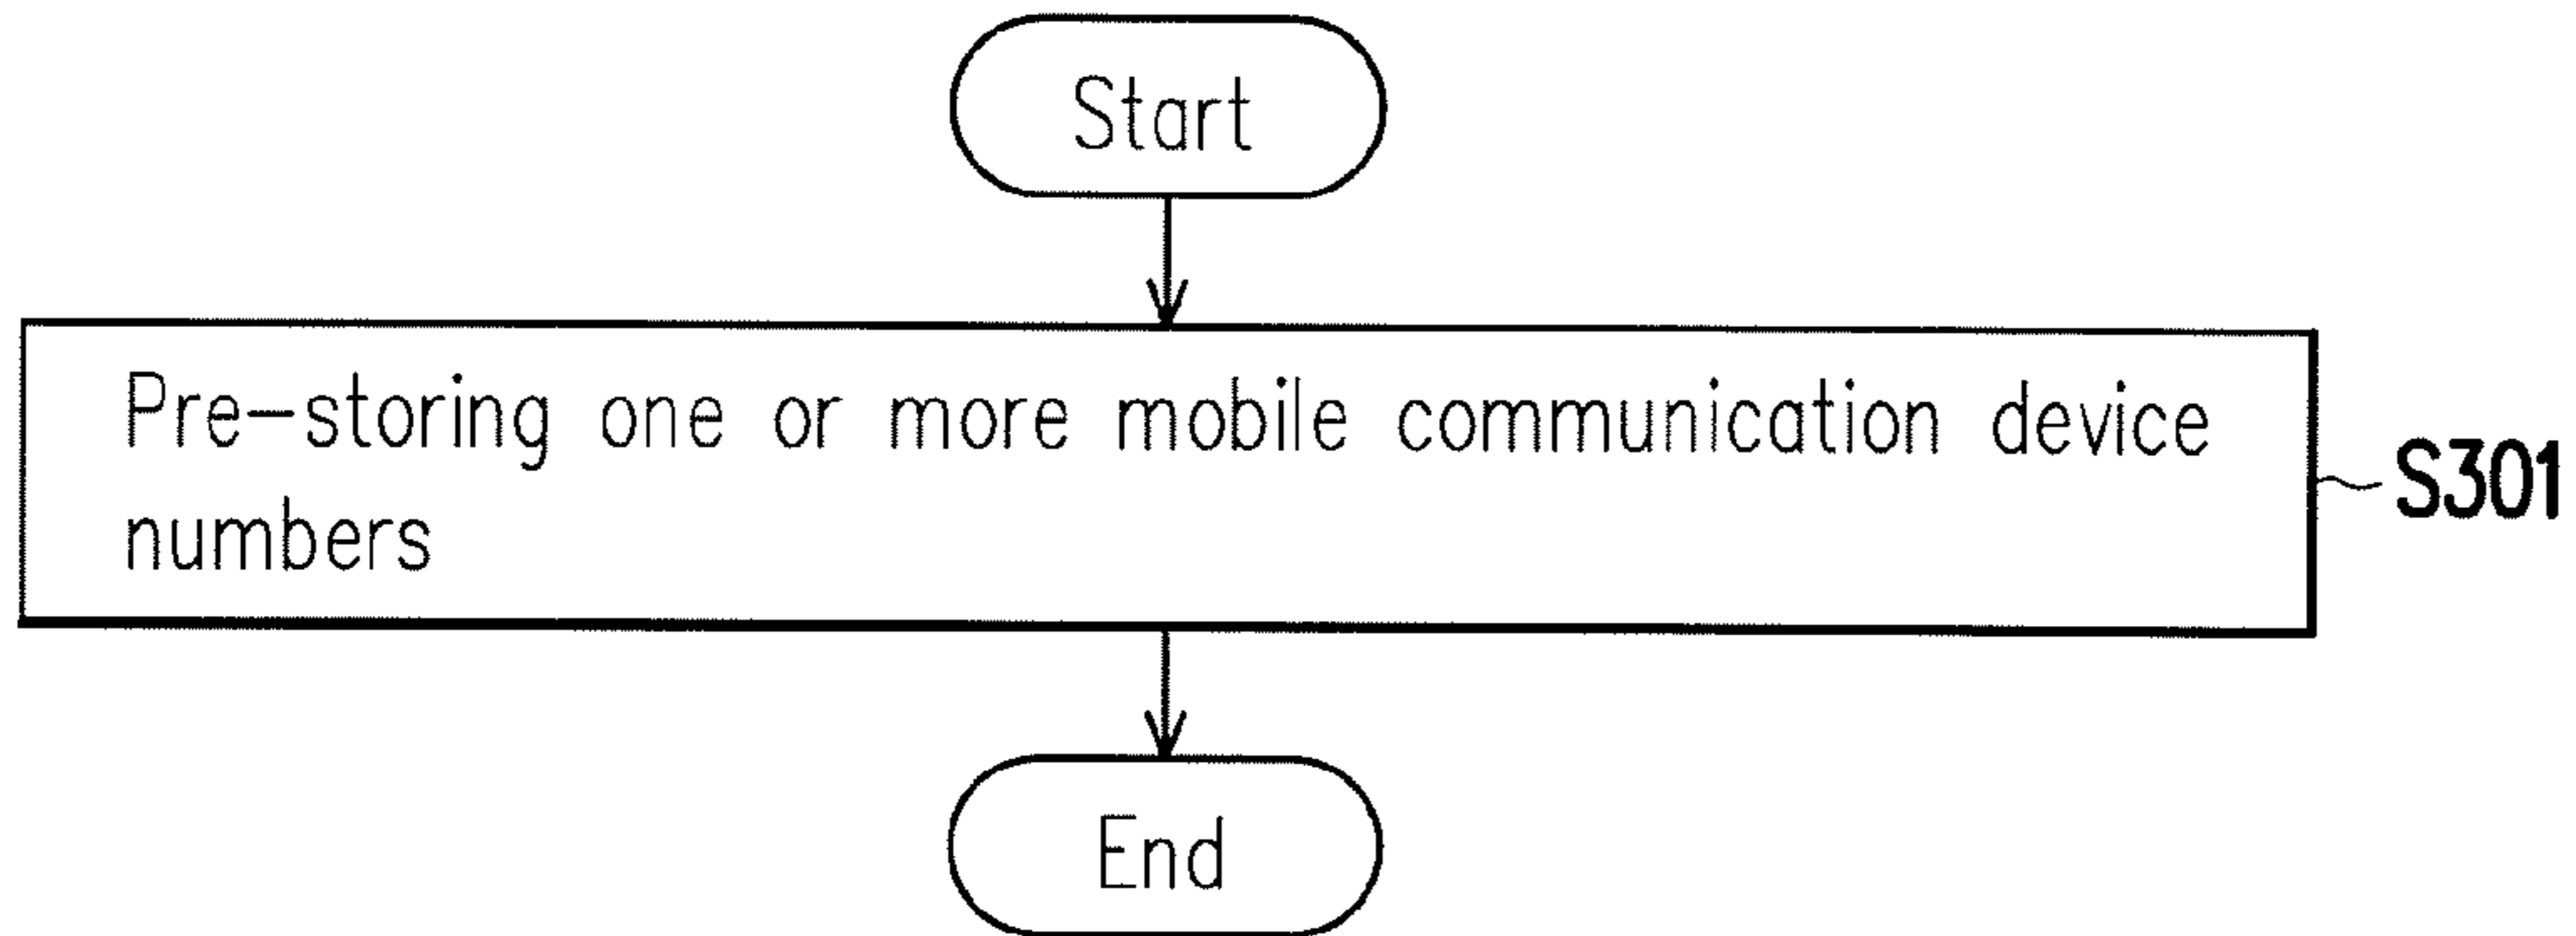 Start
Pre-storing one or more mobile communication device
numbers
S301
End